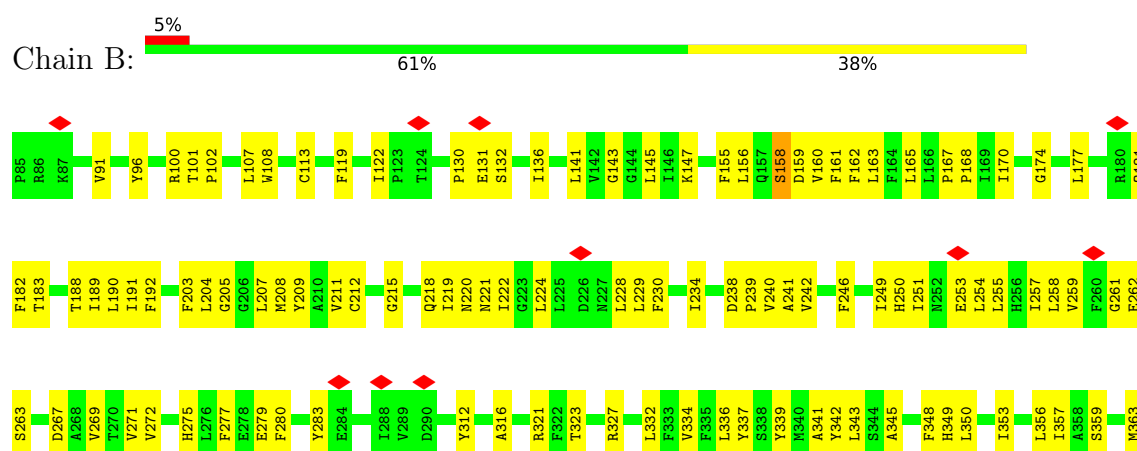 5%
Chain B:
61% 38%
P85 R86 K87 V91 Y96 R100 T101 P102 L107 W108 C113 F119 I122 P123 T124 P130 E131 S132 I136 L141 V142 G143 G144 L145 I146 K147 F155 L156 Q157 S158 D159 V160 F161 F162 L163 F164 L165 L166 P167 P168 I169 I170 G174 L177 R180
F182 T183 T188 I189 L190 I191 F192 F203 L204 G205 G206 L207 M208 Y209 A210 V211 C212 G215 Q218 I219 N220 N221 I222 G223 L224 L225 D226 N227 L228 L229 F230 I234 D238 P239 V240 A241 V242 F246 I249 H250 I251 N252 E253 L254 L255 H256 I257 L258 V259 F260 G261
S263 D267 A268 V269 T270 V271 V272 H275 L276 F277 E278 E279 F280 Y283 E284 I288 V289 D290 Y312 A316 R321 F322 T323 R327 L332 F333 V334 F335 L336 Y337 S338 Y339 M340 A341 Y342 L343 S344 A345 F348 H349 L350 I353 L356 I357 A358 S359 M363